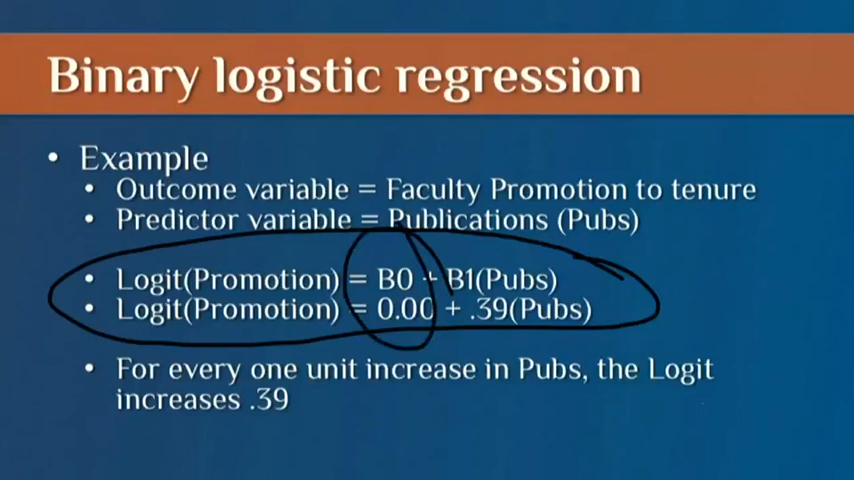 Binary logistic regression
• Example
• Outcome variable = Faculty Promotion to tenure
• Predictor variable = Publications (Pubs)
• Logit(Promotion) = B0 + B1(Pubs)
• Logit(Promotion) = 0.00 + .39(Pubs)
• For every one unit increase in Pubs, the Logit
increases .39